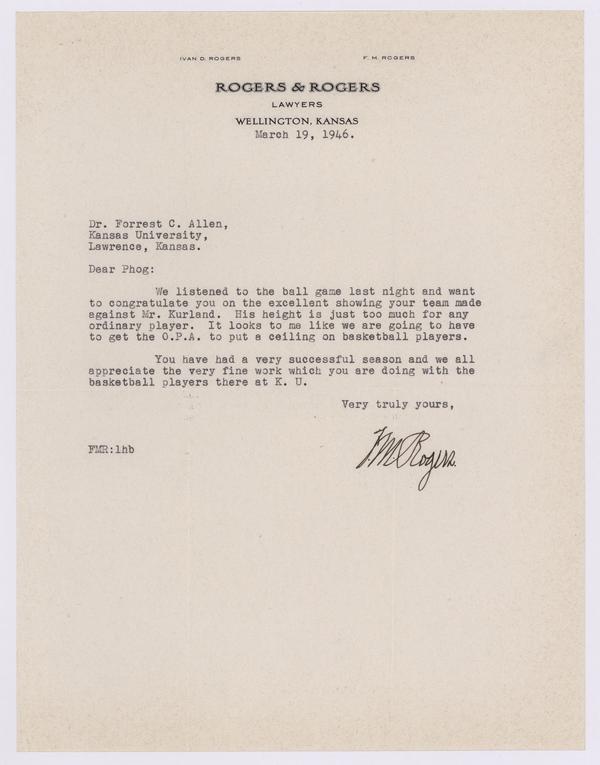 IVAN D. ROGERS F. M. ROGERS
ROGERS & ROGERS
LAWYERS
WELLINGTON, KANSAS
March 19, 1946.
Dr. Forrest C. Allen,
Kansas University,
Lawrence, Kansas.
Dear Phog:
We listened to the ball game last night and want
to congratulate you on the excellent showing your team made
against Mr. Kurland. His height is just too much for any
ordinary player. It looks to me like we are going to have
to get the O.P.A. to put a ceiling on basketball players.
You have had a very successful season and we all
appreciate the very fine work which you are doing with the
basketball players there at K. U.
Very truly yours,
F.M. Rogers.
FMR:lhb